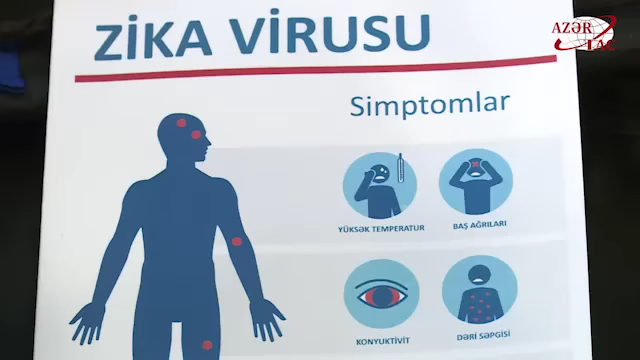 ZİKA VİRUSU
AZƏR
TAC
Simptomlar
YÜKSƏK TEMPERATUR
BAŞ AĞRILARI
KONYUKTİVİT
DƏRİ SƏPGİSİ